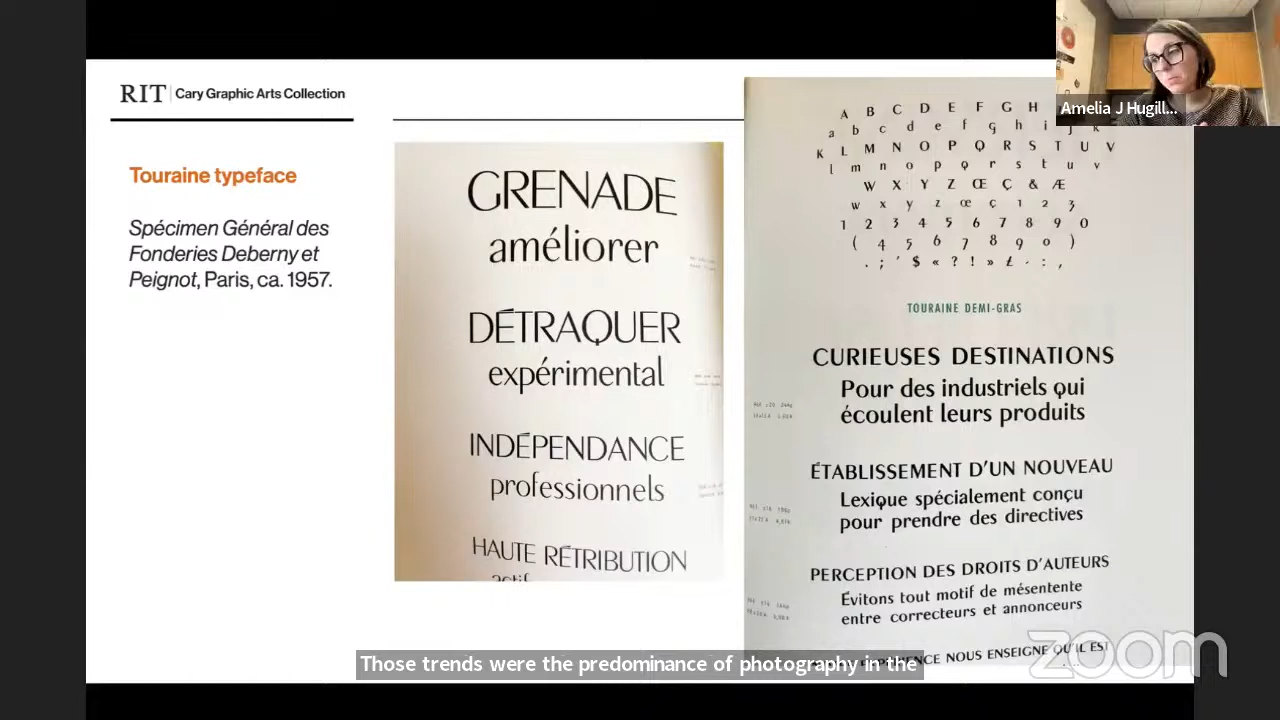 RIT | Cary Graphic Arts Collection
Touraine typeface
Spécimen Général des
Fonderies Deberny et
Peignot, Paris, ca. 1957.
GRENADE
améliorer
DÉTRAQUER
expérimental
INDÉPENDANCE
professionnels
HAUTE RÉTRIBUTION
actif
A B C D E F G H
a b c d e f g h i j k
K L M N O P Q R S T U V
l m n o p q r s t u v
W X Y Z Œ Ç & Æ
w x y z œ ç 1 2 3
1 2 3 4 5 6 7 8 9 0
( 4 5 6 7 8 9 0 )
. ; ' $ « ? ! » £ - : ,
TOURAINE DEMI-GRAS
CURIEUSES DESTINATIONS
Pour des industriels qui
écoulent leurs produits
ÉTABLISSEMENT D'UN NOUVEAU
Lexique spécialement conçu
pour prendre des directives
PERCEPTION DES DROITS D'AUTEURS
Évitons tout motif de mésentente
entre correcteurs et annonceurs
NOUS ENSEIGNE QU'IL EST
Amelia J Hugill...
Those trends were the predominance of photography in the
zoom